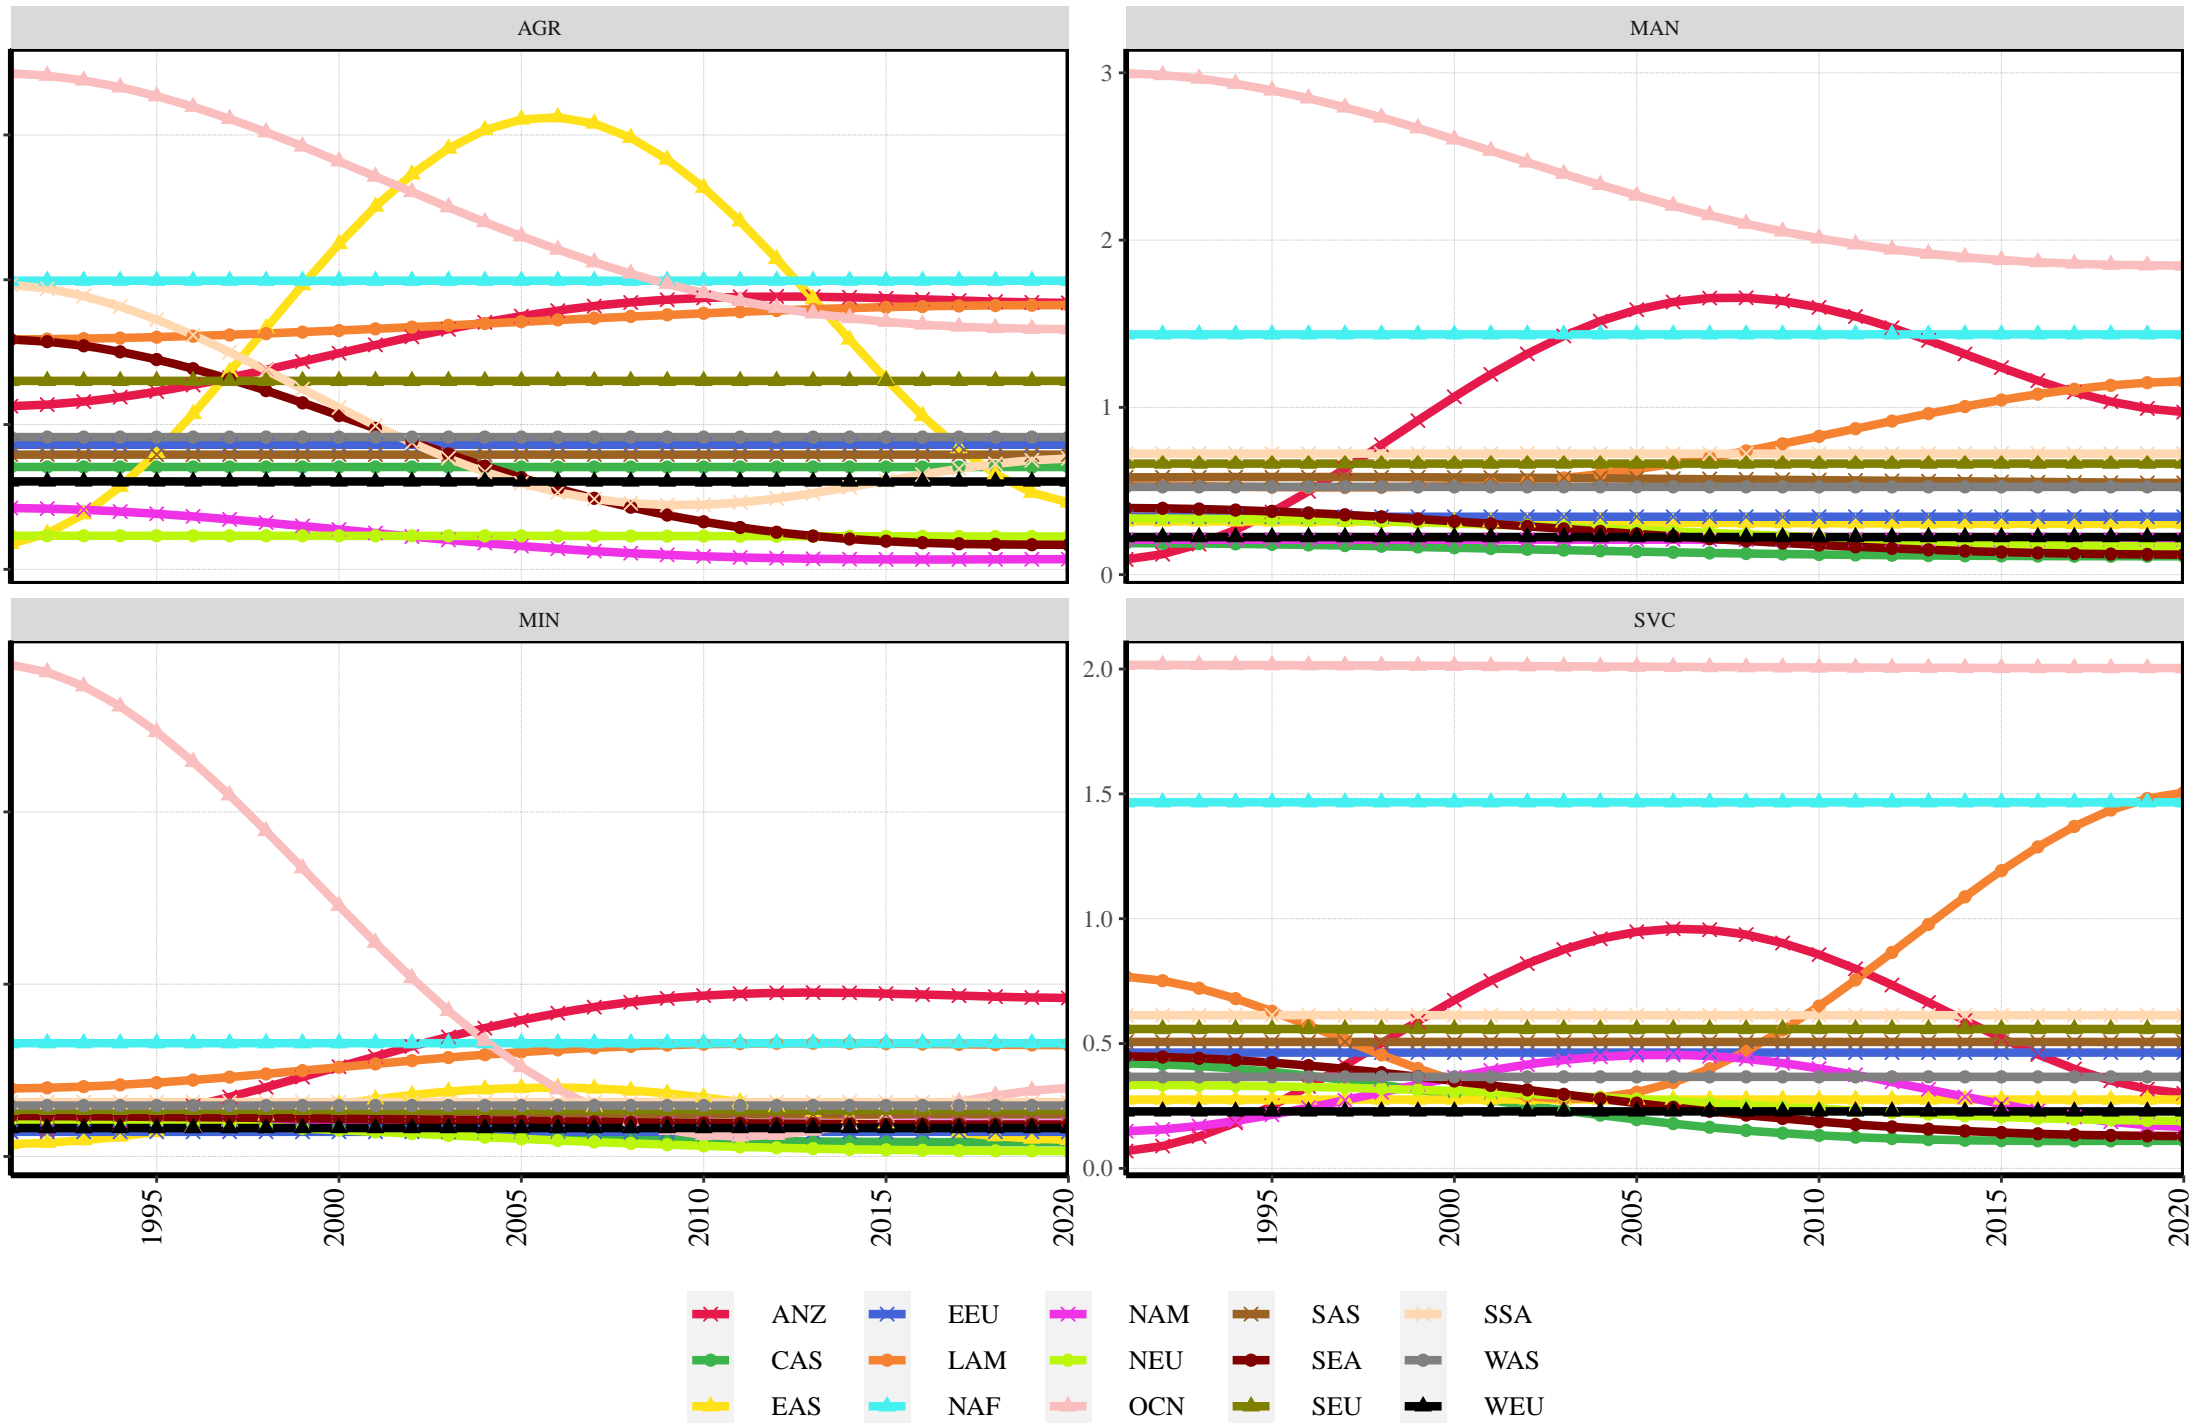 AGR
MAN
3
2
1
0
MIN
SVC
2.0
1.5
1.0
0.5
0.0
1995 2000 2005 2010 2015 2020
1995 2000 2005 2010 2015 2020
ANZ EEU NAM SAS SSA
CAS LAM NEU SEA WAS
EAS NAF OCN SEU WEU